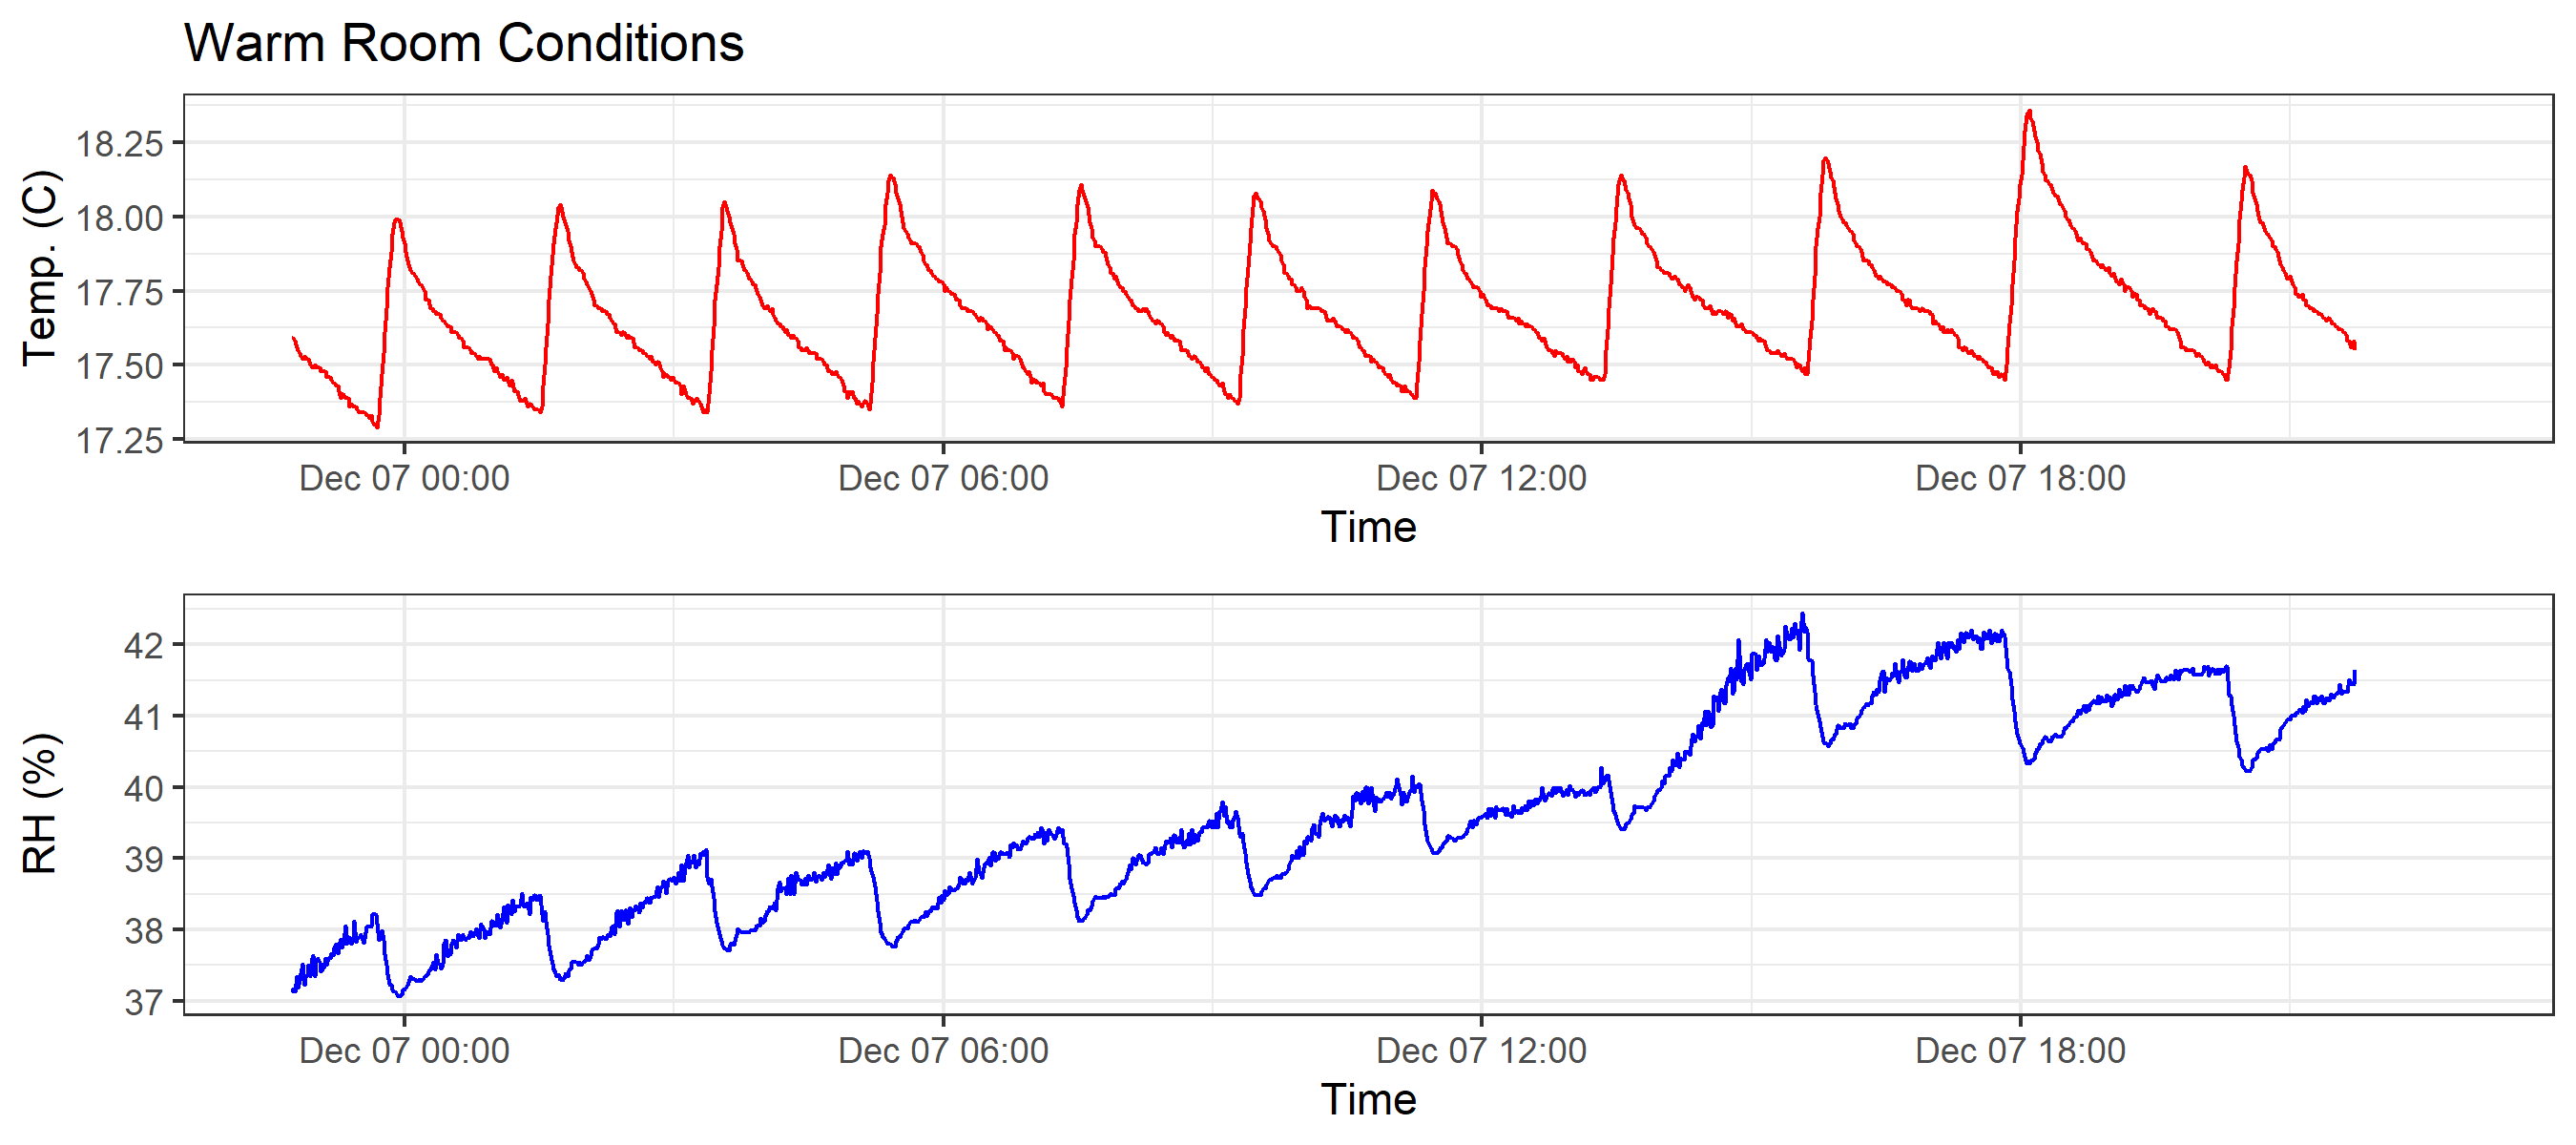 Warm Room Conditions
Temp. (C)
18.25
18.00
17.75
17.50
17.25
Dec 07 00:00 Dec 07 06:00 Dec 07 12:00 Dec 07 18:00
Time
RH (%)
42
41
40
39
38
37
Dec 07 00:00 Dec 07 06:00 Dec 07 12:00 Dec 07 18:00
Time